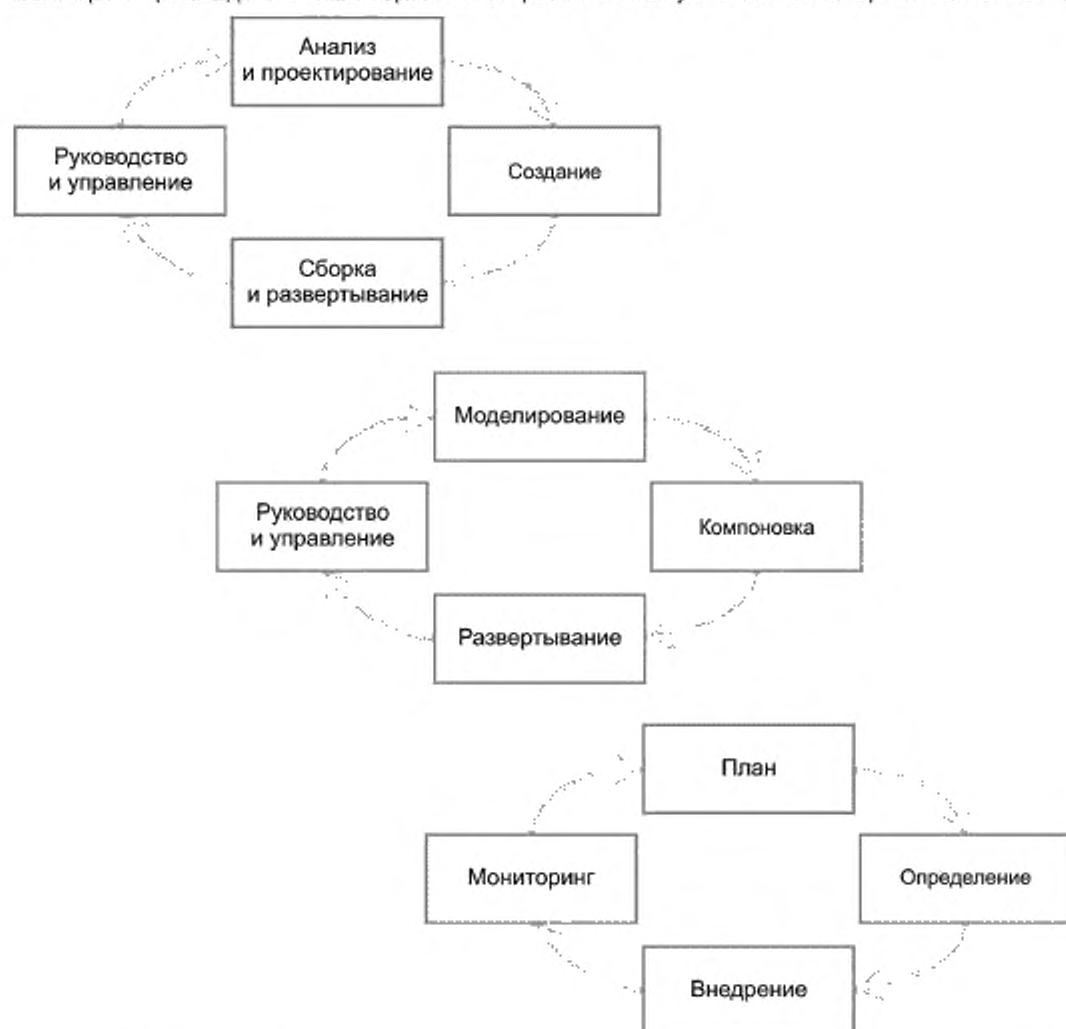 Анализ
и проектирование
Руководство
и управление
Создание
Сборка
и развертывание
Моделирование
Руководство
и управление
Компоновка
Развертывание
План
Мониторинг
Определение
Внедрение